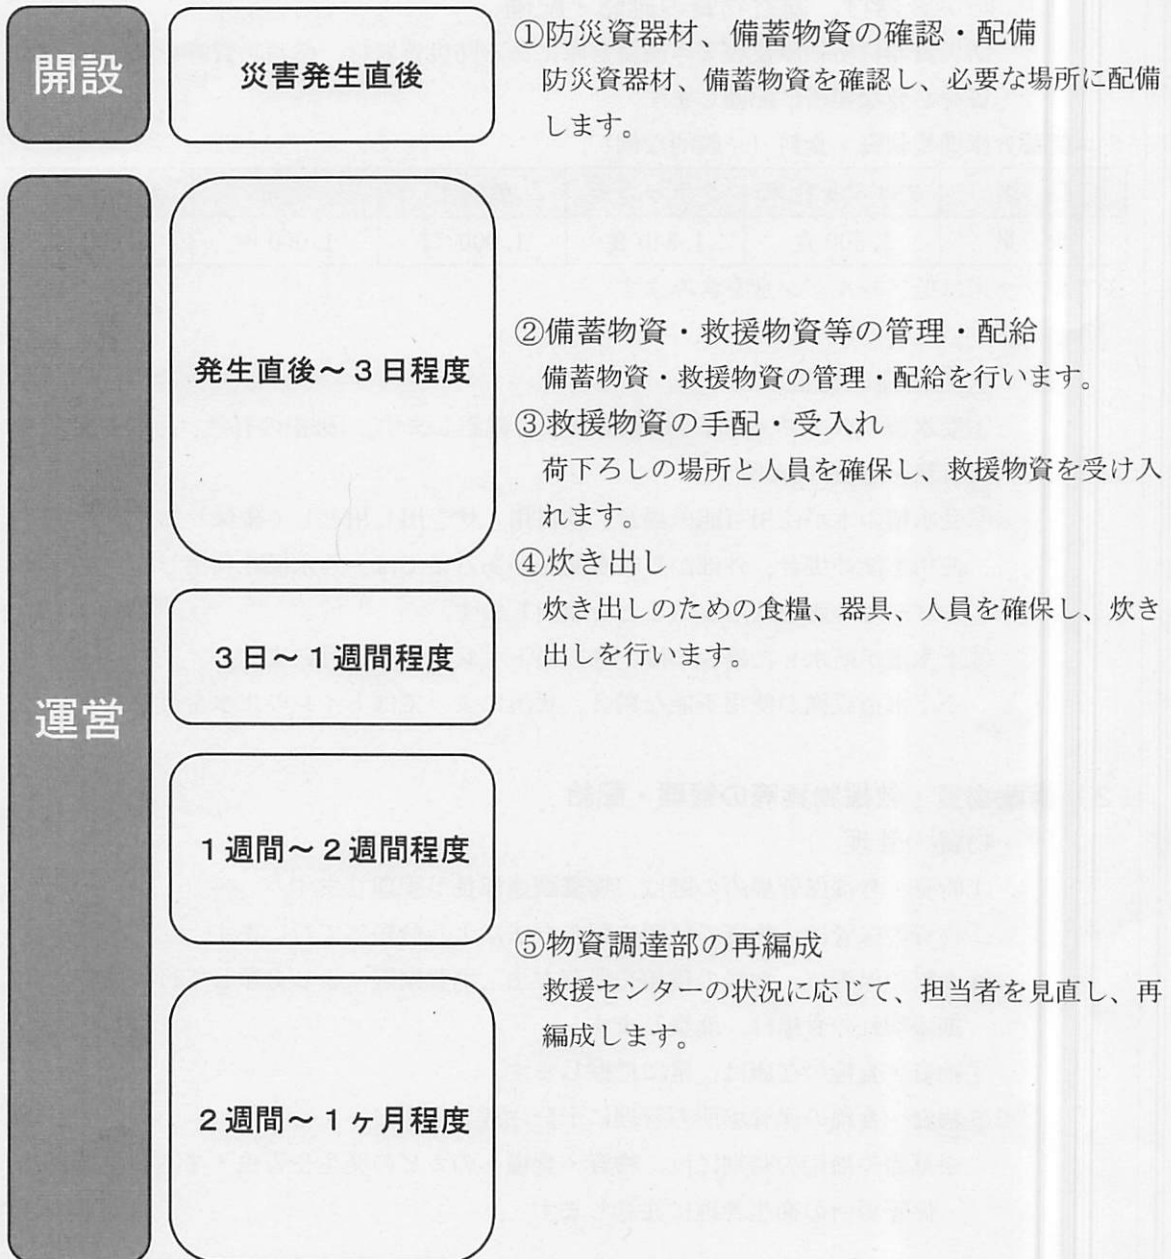 開設
災害発生直後
①防災資器材、備蓄物資の確認・配備
防災資器材、備蓄物資を確認し、必要な場所に配備
します。
運営
発生直後～３日程度
②備蓄物資・救援物資等の管理・配給
備蓄物資・救援物資の管理・配給を行います。
③救援物資の手配・受入れ
荷下ろしの場所と人員を確保し、救援物資を受け入
れます。
④炊き出し
炊き出しのための食糧、器具、人員を確保し、炊き
出しを行います。
３日～１週間程度
１週間～２週間程度
⑤物資調達部の再編成
救援センターの状況に応じて、担当者を見直し、再
編成します。
２週間～１ヶ月程度